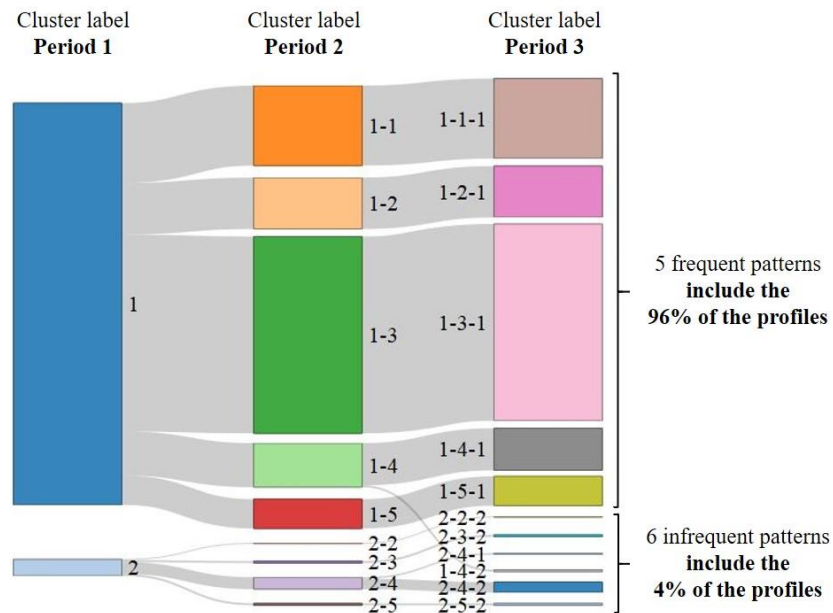 Cluster label
Period 1
Cluster label
Period 2
Cluster label
Period 3
1
2
1-1
1-2
1-3
1-4
1-5
2-2
2-3
2-4
2-5
1-1-1
1-2-1
1-3-1
1-4-1
1-5-1
2-2-2
2-3-2
2-4-1
1-4-2
2-4-2
2-5-2
5 frequent patterns
include the
96% of the profiles
6 infrequent patterns
include the
4% of the profiles